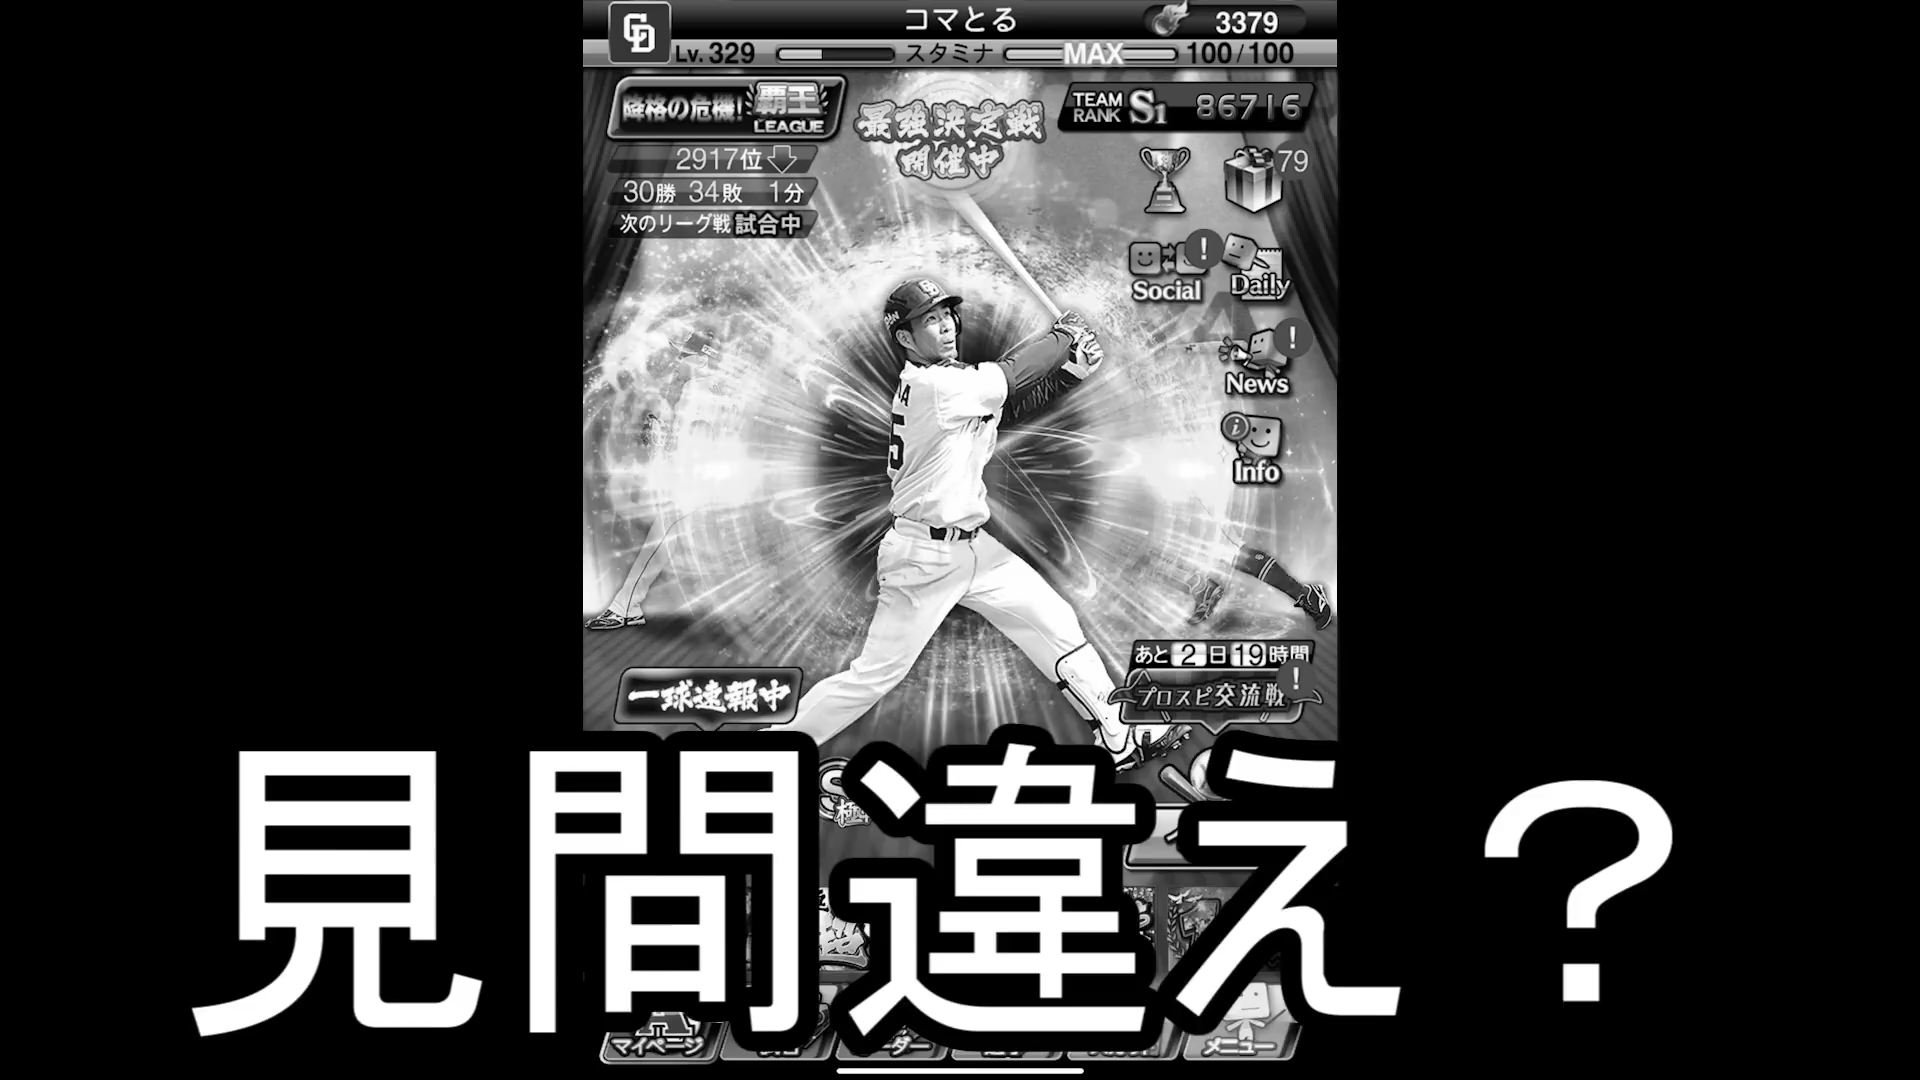 コマとる
3379
Lv.329
スタミナ
MAX
100/100
降格の危機!
覇王
LEAGUE
最強決定戦
開催中
TEAM RANK S1 86716
2917位
30勝 34敗 1分
次のリーグ戦 試合中
79
Social
Daily
News
Info
あと2日19時間
プロスピ交流戦
一球速報中
見間違え？
マイページ
メニュー